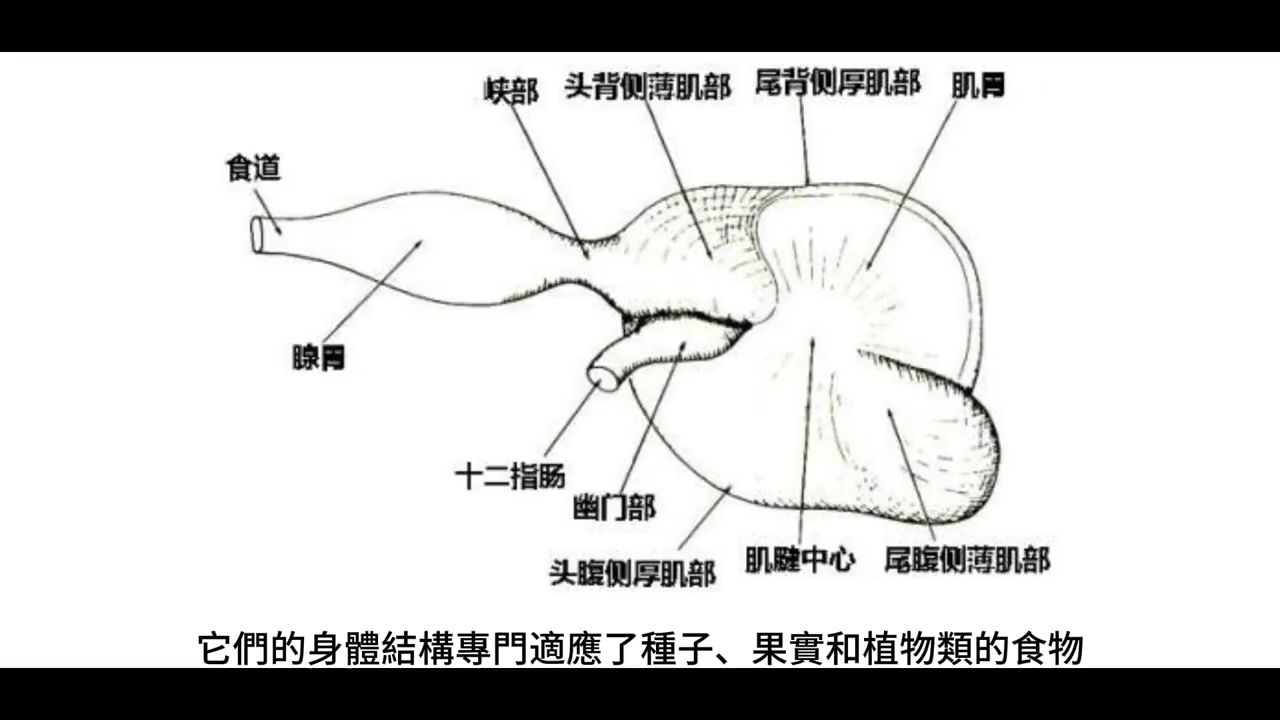 峡部
头背侧薄肌部
尾背侧厚肌部
肌胃
食道
腺胃
十二指肠
幽门部
头腹侧厚肌部
肌腱中心
尾腹侧薄肌部
它們的身體結構專門適應了種子、果實和植物類的食物